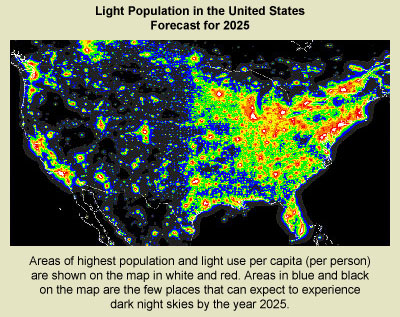 Light Population in the United States
Forecast for 2025
Areas of highest population and light use per capita (per person)
are shown on the map in white and red. Areas in blue and black
on the map are the few places that can expect to experience
dark night skies by the year 2025.